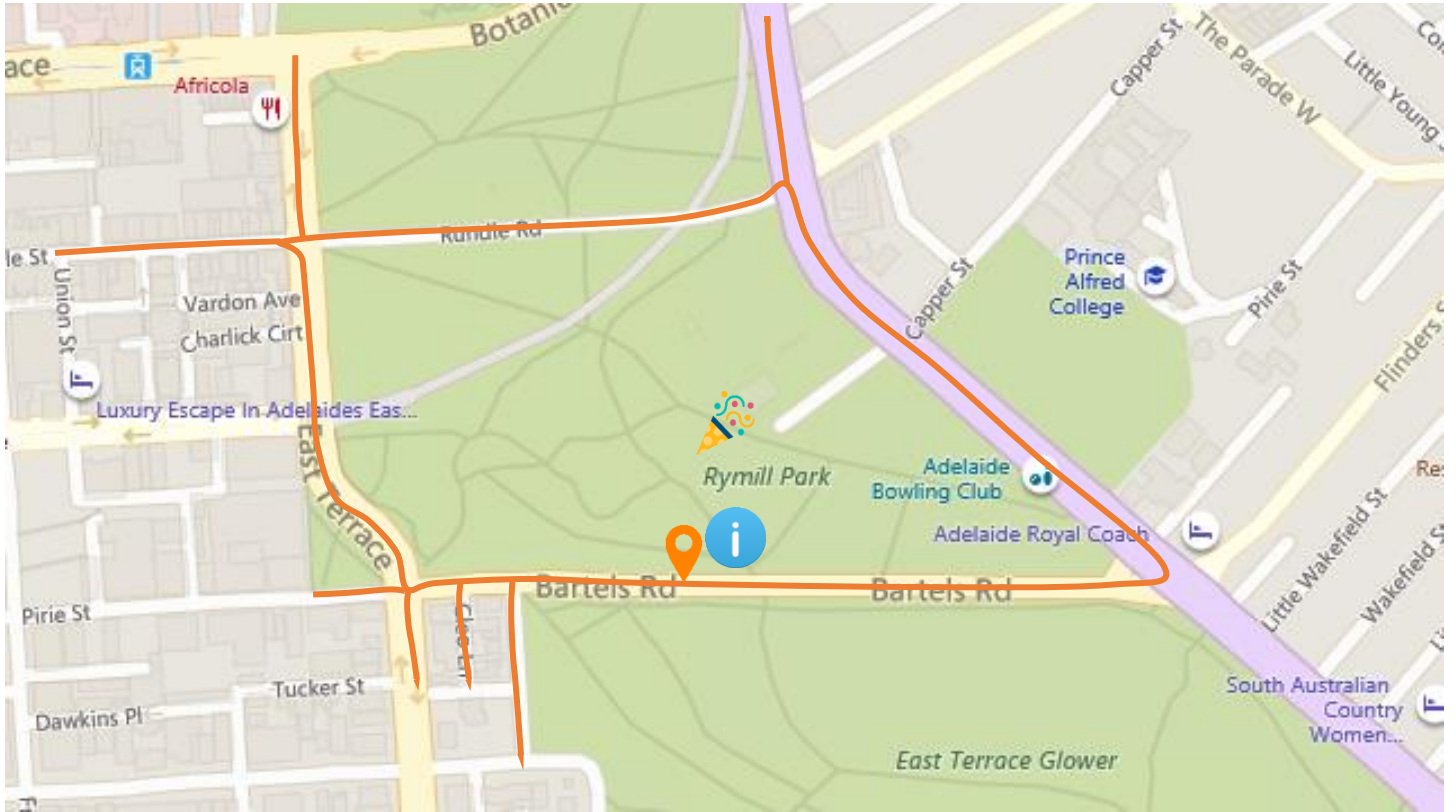 Botanic
ace
Africola
Capper St
The Parade W
Little Young
Rundle Rd
le St
Union St
Vardon Ave
Charlick Cirt
Prince
Alfred
College
Capper St
Pirie St
Flinders S
Luxury Escape In Adelaides Eas...
East Terrace
Rymill Park
Adelaide
Bowling Club
Adelaide Royal Coach
i
Bartels Rd
Bartels Rd
Pirie St
Little Wakefield St
Wakefield St
Tucker St
Dawkins Pl
South Australian
Country
Women...
East Terrace Glower